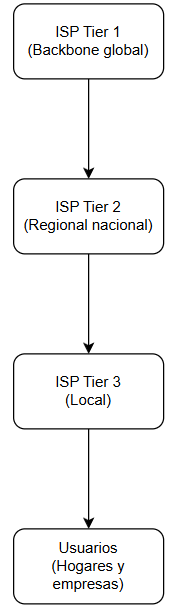 ISP Tier 1
(Backbone global)
ISP Tier 2
(Regional nacional)
ISP Tier 3
(Local)
Usuarios
(Hogares y
empresas)